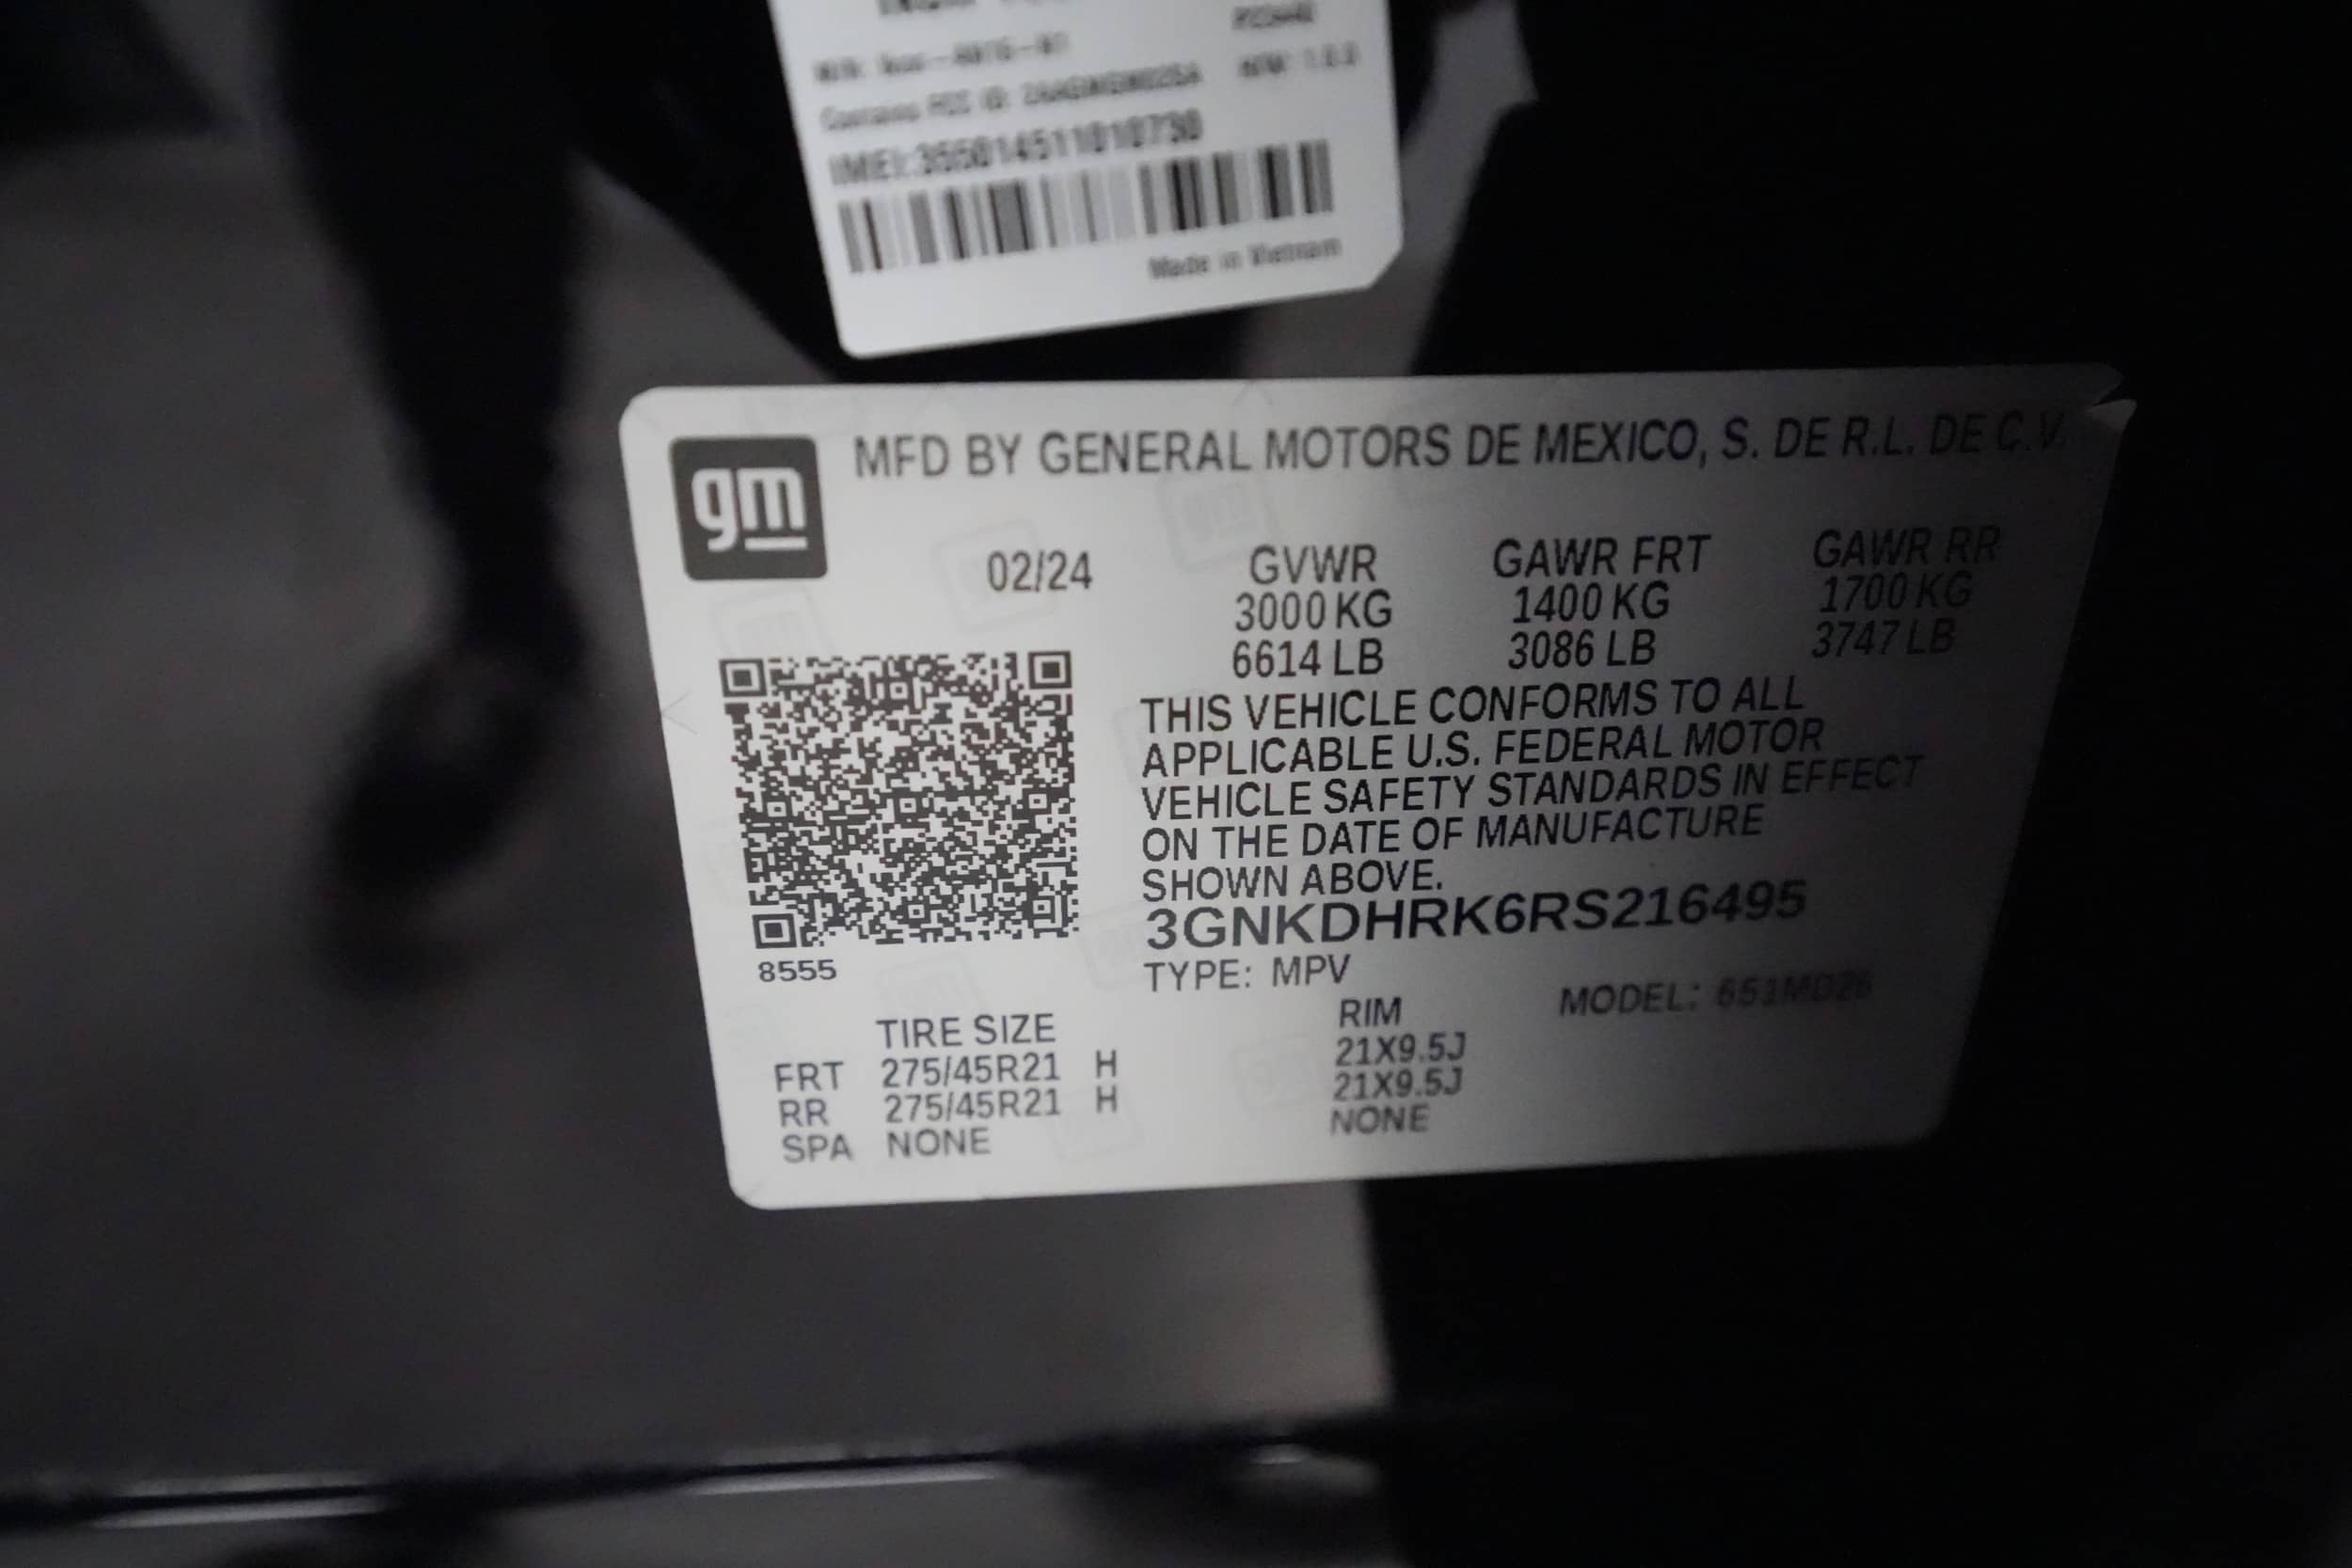 IMEI:355014511010730
Made in Vietnam
gm
MFD BY GENERAL MOTORS DE MEXICO, S. DE R.L. DE C.V.
02/24 GVWR GAWR FRT GAWR RR
3000 KG 1400 KG 1700 KG
6614 LB 3086 LB 3747 LB
THIS VEHICLE CONFORMS TO ALL
APPLICABLE U.S. FEDERAL MOTOR
VEHICLE SAFETY STANDARDS IN EFFECT
ON THE DATE OF MANUFACTURE
SHOWN ABOVE.
3GNKDHRK6RS216495
8555
TYPE: MPV MODEL: 651MD26
TIRE SIZE RIM
FRT 275/45R21 H 21X9.5J
RR 275/45R21 H 21X9.5J
SPA NONE NONE